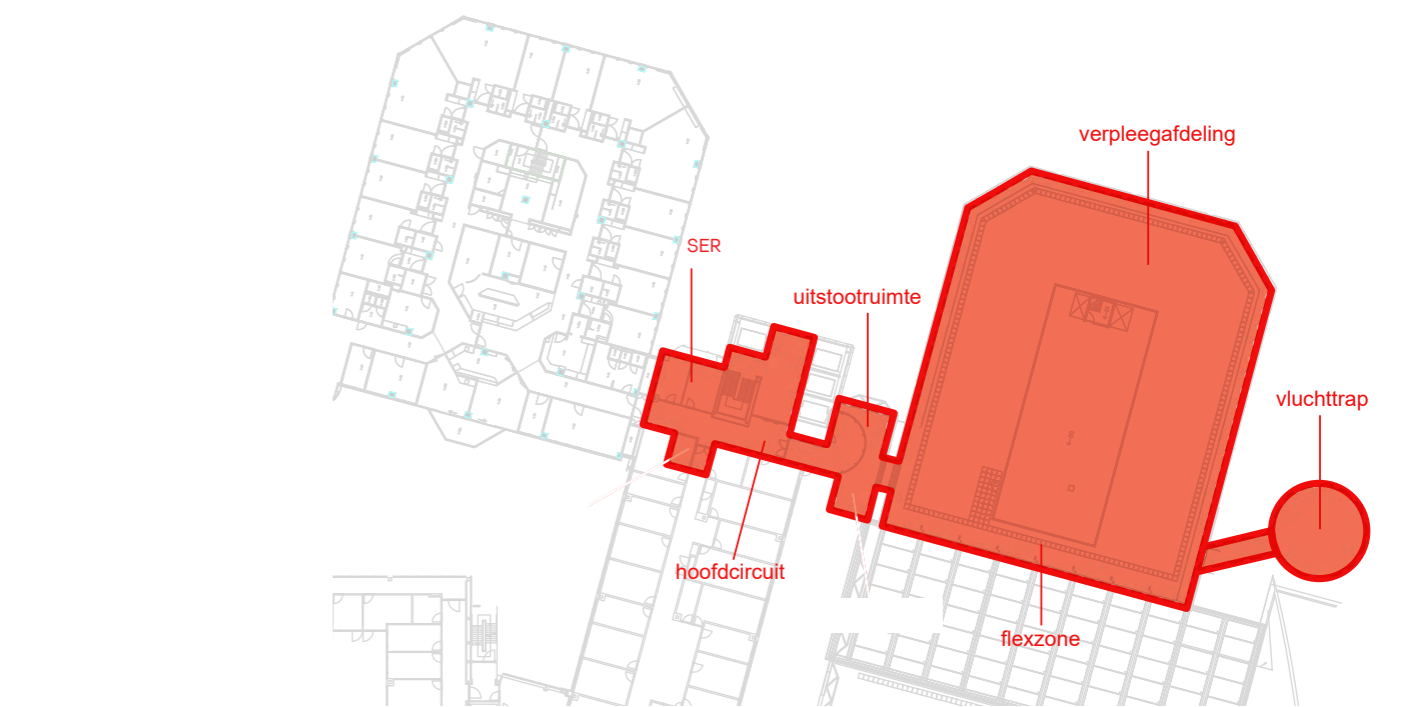 verpleegafdeling
SER
uitstootruimte
vluchttrap
hoofdcircuit
flexzone